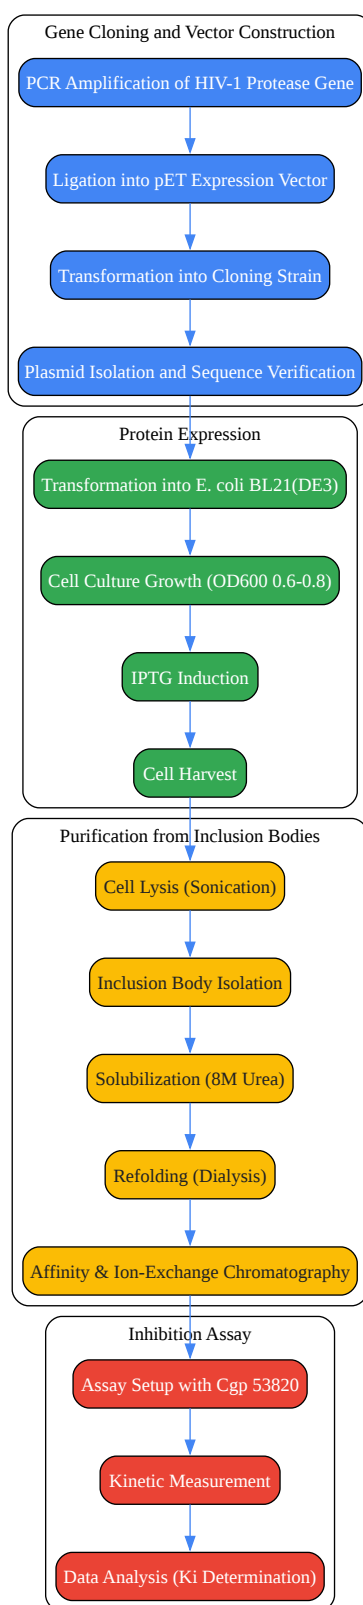 Gene Cloning and Vector Construction
PCR Amplification of HIV-1 Protease Gene
Ligation into pET Expression Vector
Transformation into Cloning Strain
Plasmid Isolation and Sequence Verification
Protein Expression
Transformation into E. coli BL21(DE3)
Cell Culture Growth (OD600 0.6-0.8)
IPTG Induction
Cell Harvest
Purification from Inclusion Bodies
Cell Lysis (Sonication)
Inclusion Body Isolation
Solubilization (8M Urea)
Refolding (Dialysis)
Affinity & Ion-Exchange Chromatography
Inhibition Assay
Assay Setup with Cgp 53820
Kinetic Measurement
Data Analysis (Ki Determination)